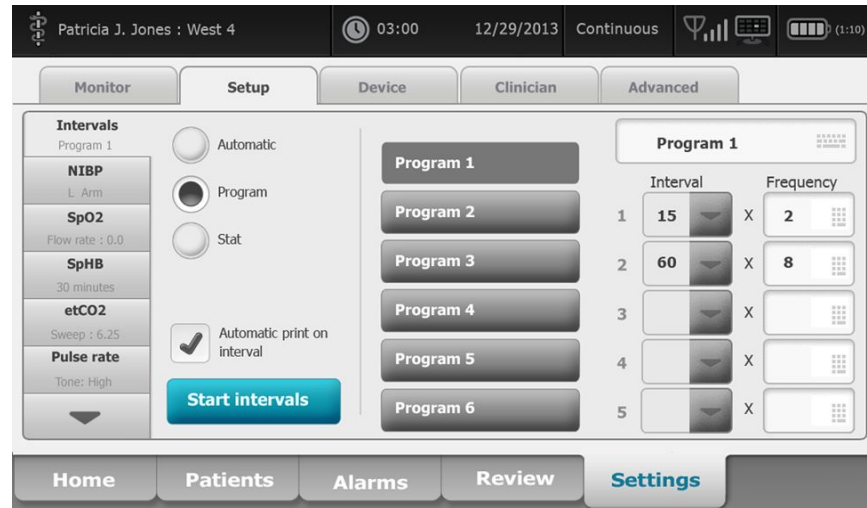 Patricia J. Jones : West 4 03:00 12/29/2013 Continuous (1:10)
Monitor Setup Device Clinician Advanced
Intervals
Program 1
NIBP
L Arm
SpO2
Flow rate : 0.0
SpHB
30 minutes
etCO2
Sweep : 6.25
Pulse rate
Tone: High
Automatic
Program
Stat
Automatic print on
interval
Start intervals
Program 1
Program 2
Program 3
Program 4
Program 5
Program 6
Program 1
Interval Frequency
1 15 X 2
2 60 X 8
3 X
4 X
5 X
Home Patients Alarms Review Settings